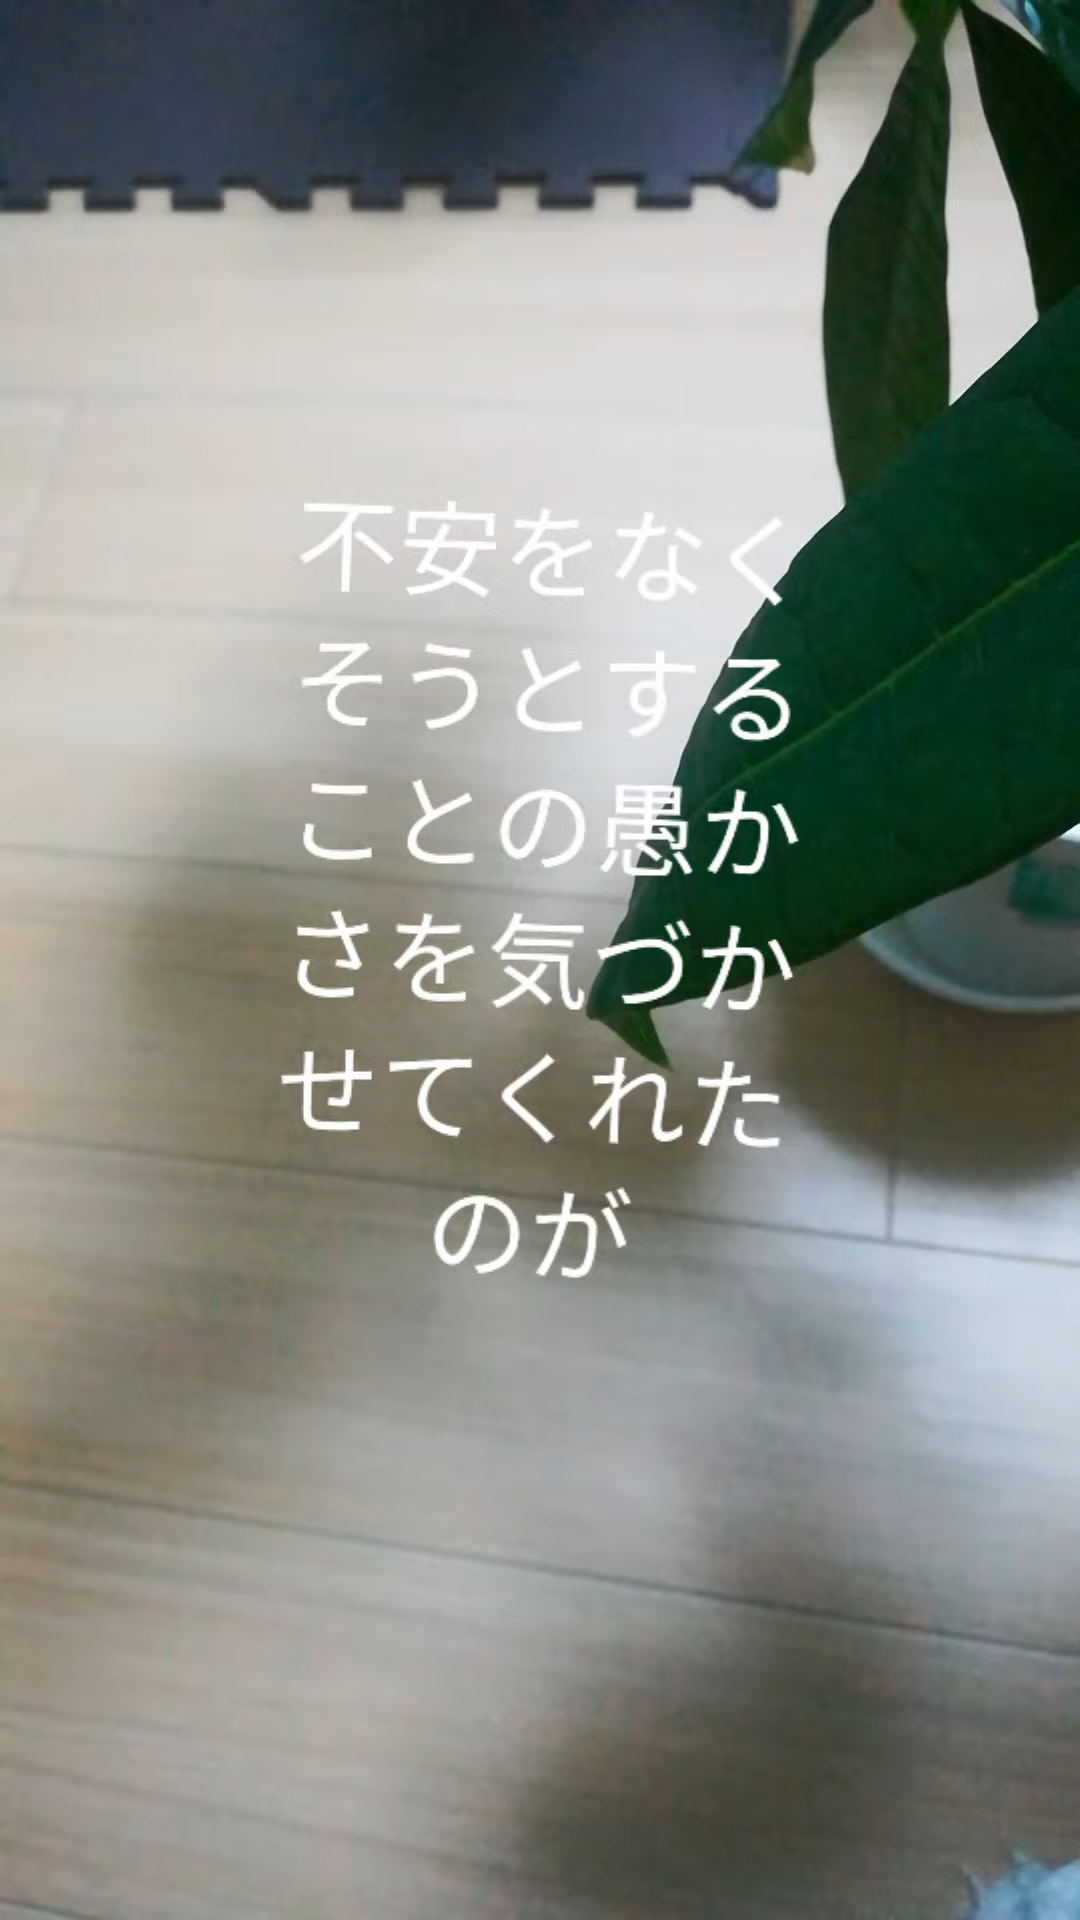 不安をなく
そうとする
ことの愚か
さを気づか
せてくれた
のが